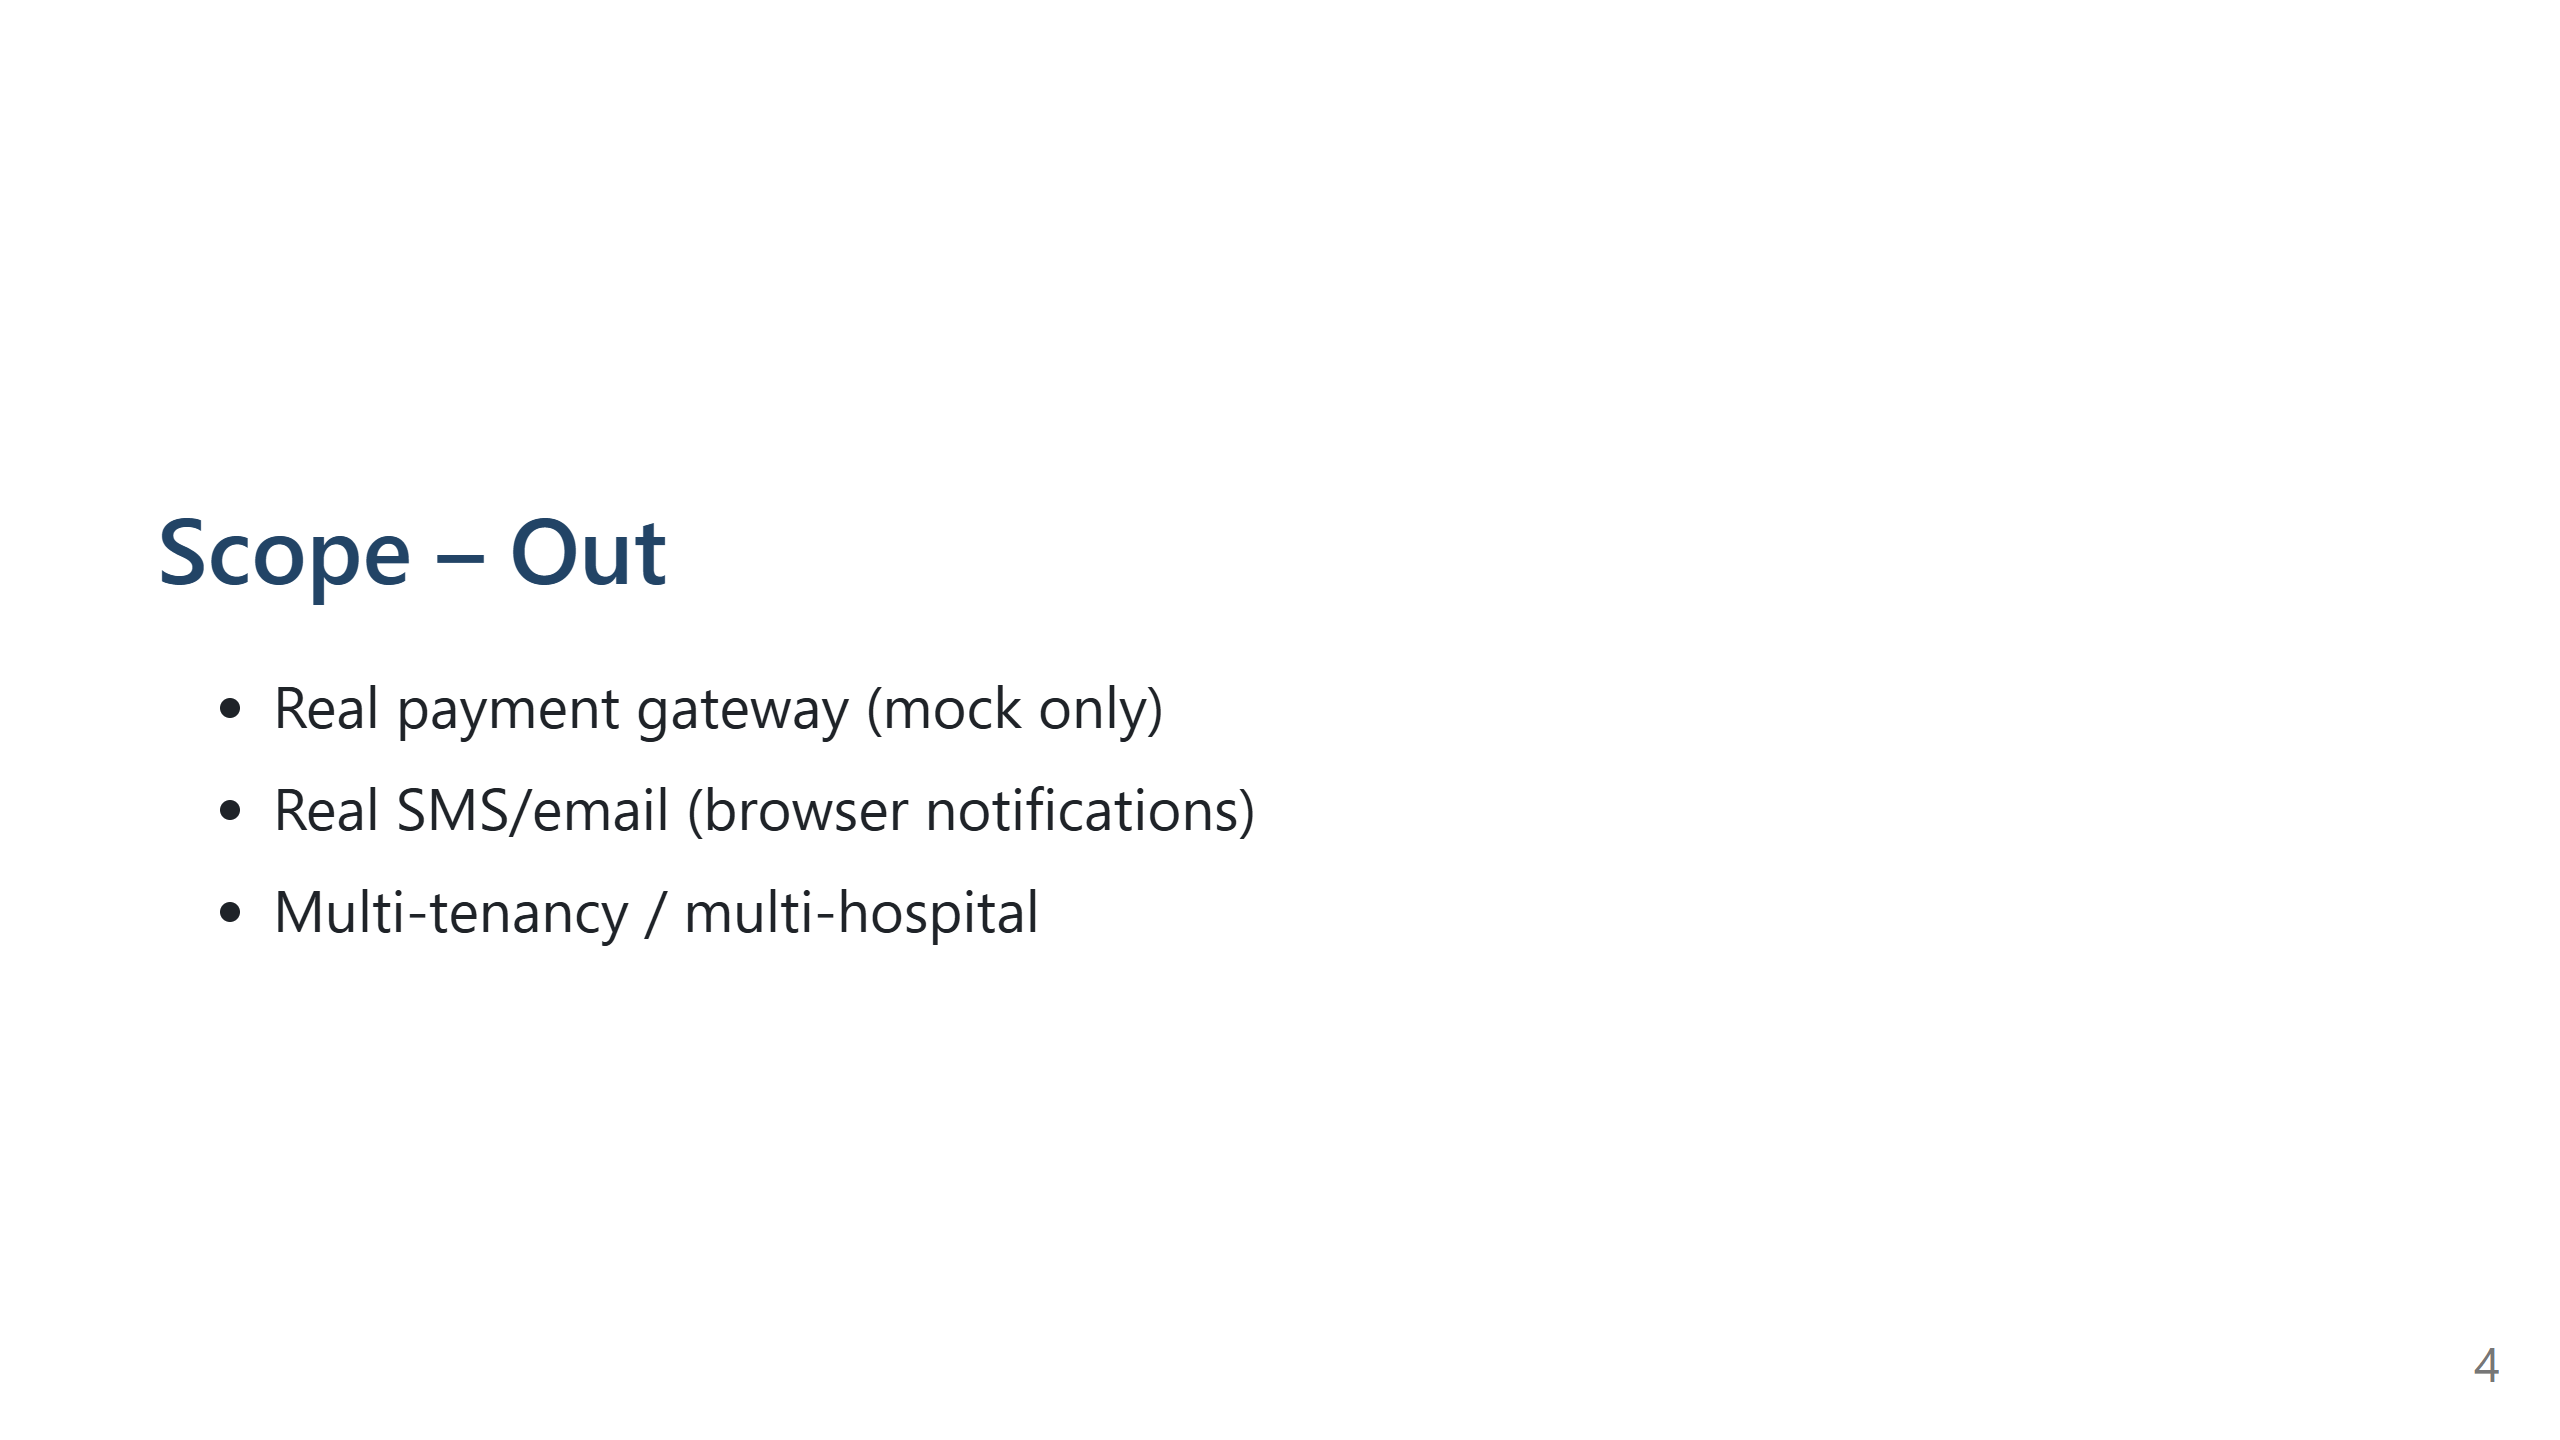 Scope – Out
• Real payment gateway (mock only)
• Real SMS/email (browser notifications)
• Multi-tenancy / multi-hospital
4